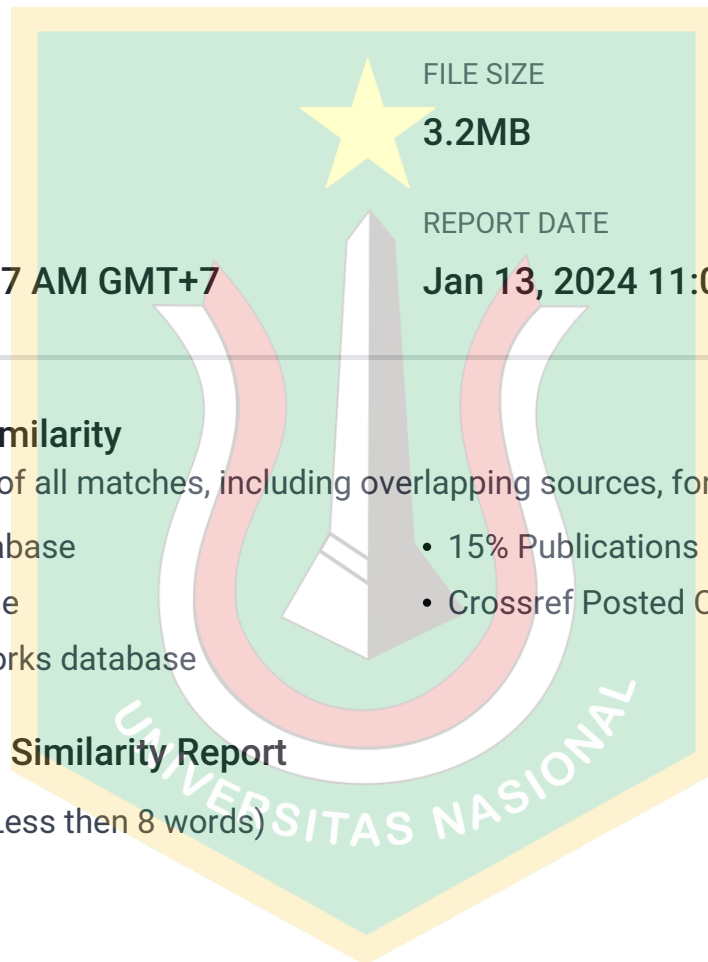 FILE SIZE
3.2MB
REPORT DATE
7 AM GMT+7
Jan 13, 2024 11:0
milarity
of all matches, including overlapping sources, for
abase
• 15% Publications
e
• Crossref Posted C
orks database
Similarity Report
Less then 8 words)
UNIVERSITAS NASIONAL